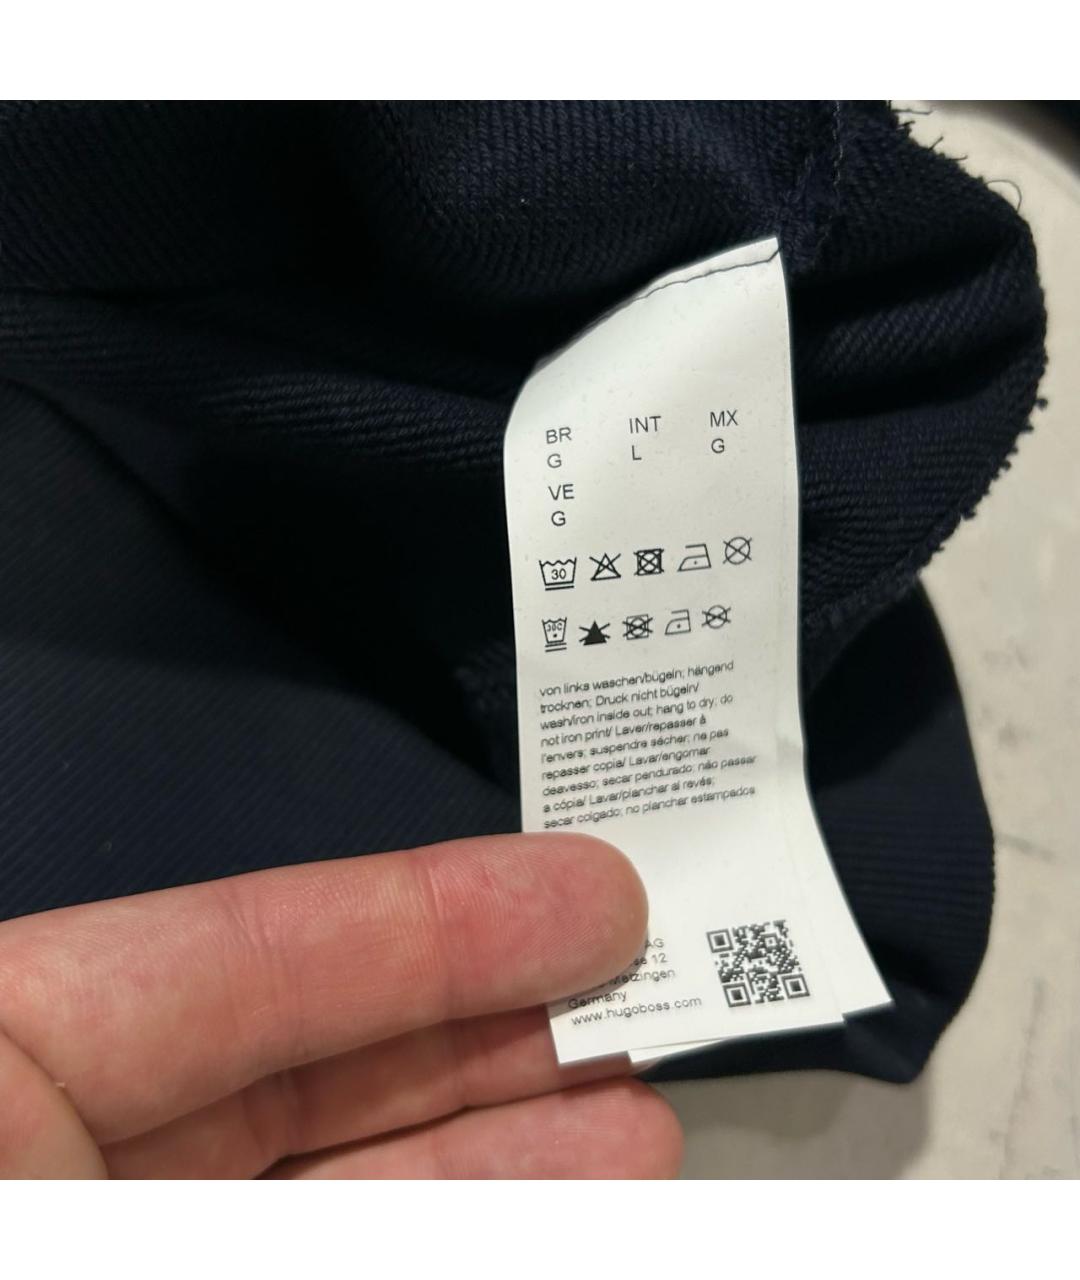 BR INT MX
G L G
VE
G
30
30C
von links waschen/bügeln; hängend
trocknen; Druck nicht bügeln/
wash/iron inside out; hang to dry; do
not iron print/ Laver/repasser à
l'envers; suspendre sécher; ne pas
repasser copia/ Lavar/engomar
deavesso; secar pendurado; não passar
a cópia/ Lavar/planchar al revés;
secar colgado; no planchar estampados
AG
se 12
Metzingen
Germany
www.hugoboss.com